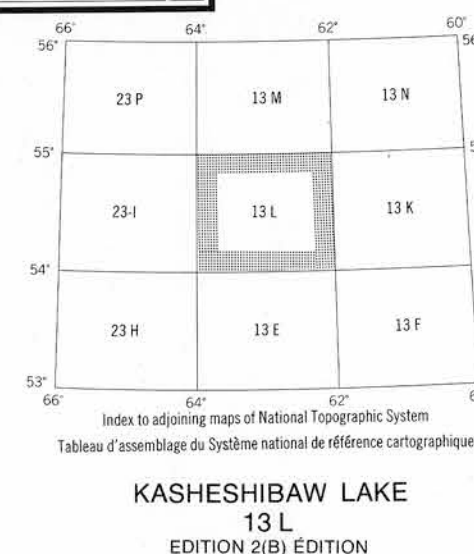 66° 64° 62° 60°
56° 56
23 P 13 M 13 N
55°
23-I 13 L 13 K
54°
23 H 13 E 13 F
53°
66° 64° 62°
Index to adjoining maps of National Topographic System
Tableau d'assemblage du Système national de référence cartographique
KASHESHIBAW LAKE
13 L
EDITION 2(B) ÉDITION